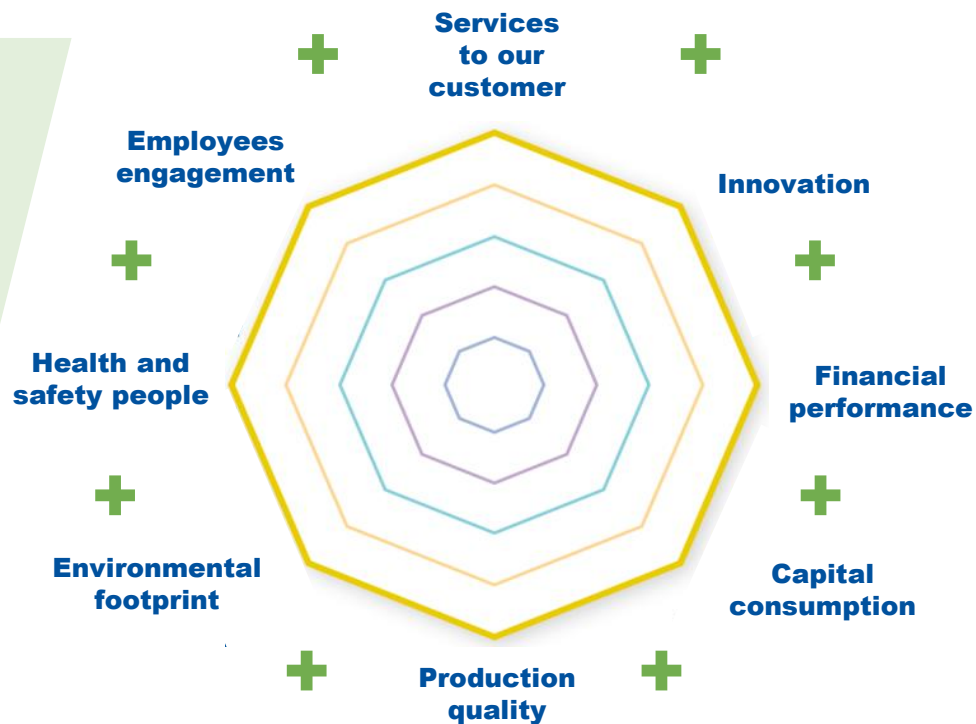 Services
to our
customer
Employees
engagement
Innovation
Health and
safety people
Financial
performance
Environmental
footprint
Capital
consumption
Production
quality